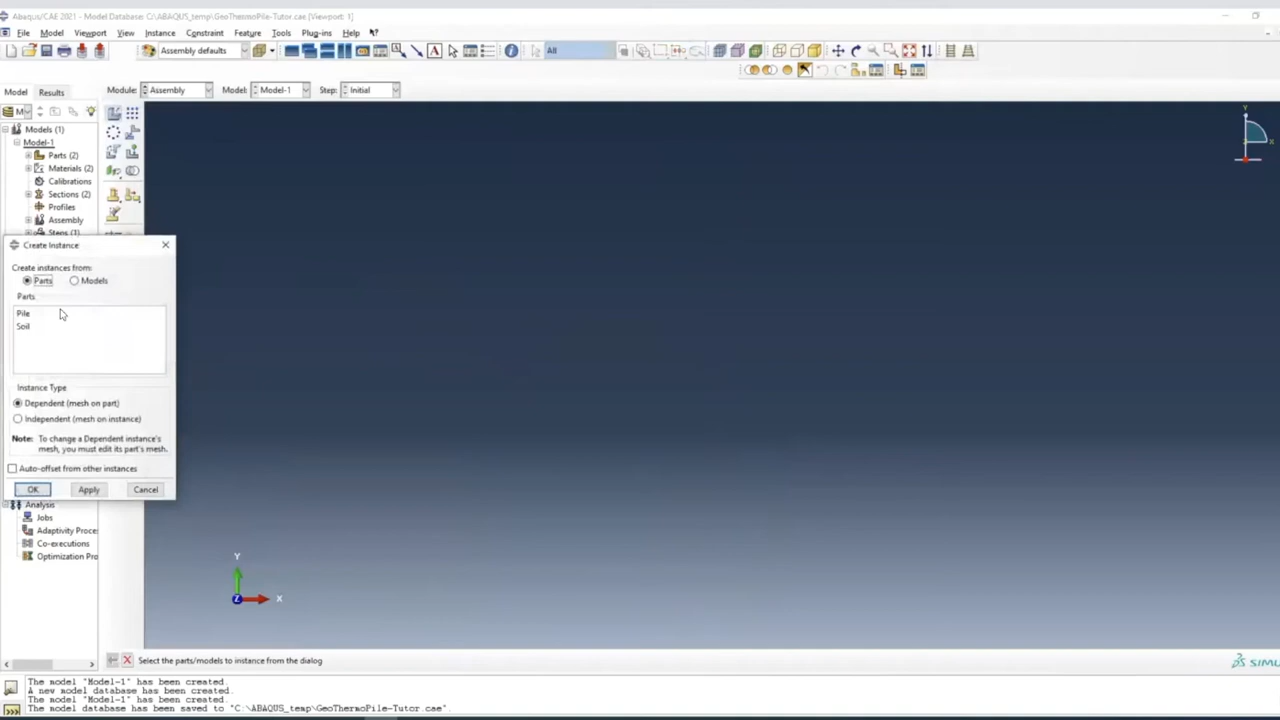 Abaqus/CAE 2021 - Model Database: C:\ABAQUS_temp\GeoThermoPile-Tutor.cae [Viewport: 1]
File Model Viewport View Instance Constraint Feature Tools Plug-ins Help
Assembly defaults All
Model Results Module: Assembly Model: Model-1 Step: Initial
Models (1)
Model-1
Parts (2)
Materials (2)
Calibrations
Sections (2)
Profiles
Assembly
Steps (1)
Create Instance
Create instances from:
Parts Models
Parts
Pile
Soil
Instance Type
Dependent (mesh on part)
Independent (mesh on instance)
Note: To change a Dependent instance's
mesh, you must edit its part's mesh.
Auto-offset from other instances
OK Apply Cancel
Analysis
Jobs
Adaptivity Proce
Co-executions
Optimization Pro
Y
X
Z
Y
X
Select the parts/models to instance from the dialog
SIMU
The model "Model-1" has been created.
A new model database has been created.
The model "Model-1" has been created.
The model database has been saved to "C:\ABAQUS_temp\GeoThermoPile-Tutor.cae".